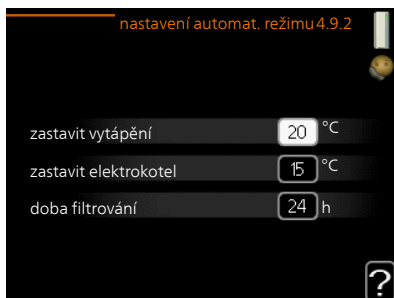 nastavení automat. režimu 4.9.2
zastavit vytápění 20 °C
zastavit elektrokotel 15 °C
doba filtrování 24 h
?